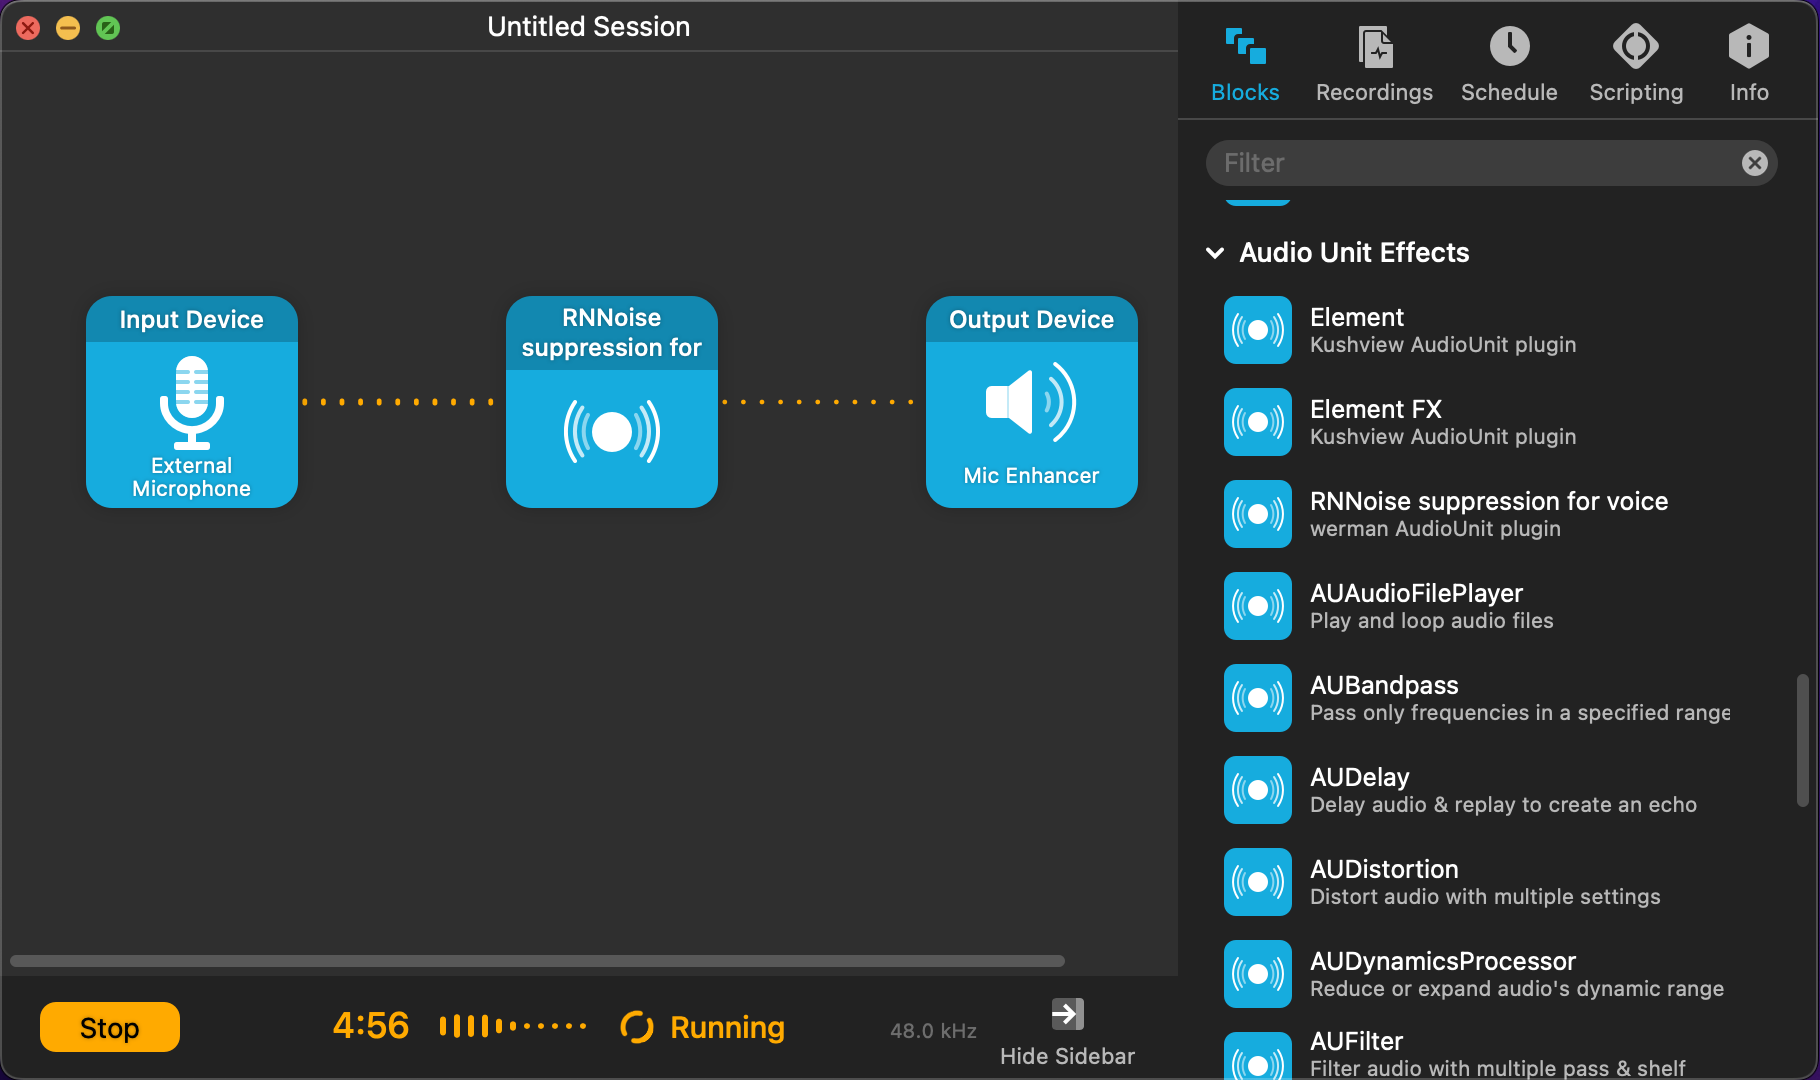 Untitled Session
Blocks
Recordings
Schedule
Scripting
Info
Filter
Audio Unit Effects
Element
Kushview AudioUnit plugin
Element FX
Kushview AudioUnit plugin
RNNoise suppression for voice
werman AudioUnit plugin
AUAudioFilePlayer
Play and loop audio files
AUBandpass
Pass only frequencies in a specified range
AUDelay
Delay audio & replay to create an echo
AUDistortion
Distort audio with multiple settings
AUDynamicsProcessor
Reduce or expand audio's dynamic range
AUFilter
Filter audio with multiple pass & shelf
Input Device
External
Microphone
RNNoise
suppression for
Output Device
Mic Enhancer
Stop
4:56
Running
48.0 kHz
Hide Sidebar